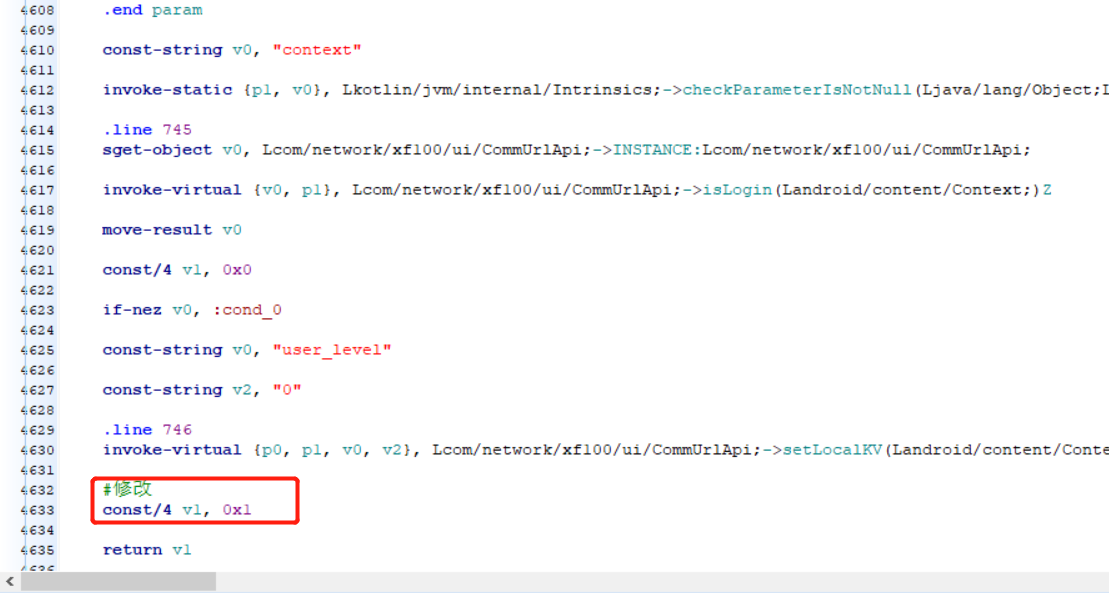 4608 .end param
4609
4610 const-string v0, "context"
4611
4612 invoke-static {p1, v0}, Lkotlin/jvm/internal/Intrinsics;->checkParameterIsNotNull(Ljava/lang/Object;L
4613
4614 .line 745
4615 sget-object v0, Lcom/network/xf100/ui/CommUrlApi;->INSTANCE:Lcom/network/xf100/ui/CommUrlApi;
4616
4617 invoke-virtual {v0, p1}, Lcom/network/xf100/ui/CommUrlApi;->isLogin(Landroid/content/Context;)Z
4618
4619 move-result v0
4620
4621 const/4 v1, 0x0
4622
4623 if-nez v0, :cond_0
4624
4625 const-string v0, "user_level"
4626
4627 const-string v2, "0"
4628
4629 .line 746
4630 invoke-virtual {p0, p1, v0, v2}, Lcom/network/xf100/ui/CommUrlApi;->setLocalKV(Landroid/content/Conte
4631
4632 #修改
4633 const/4 v1, 0x1
4634
4635 return v1
4636